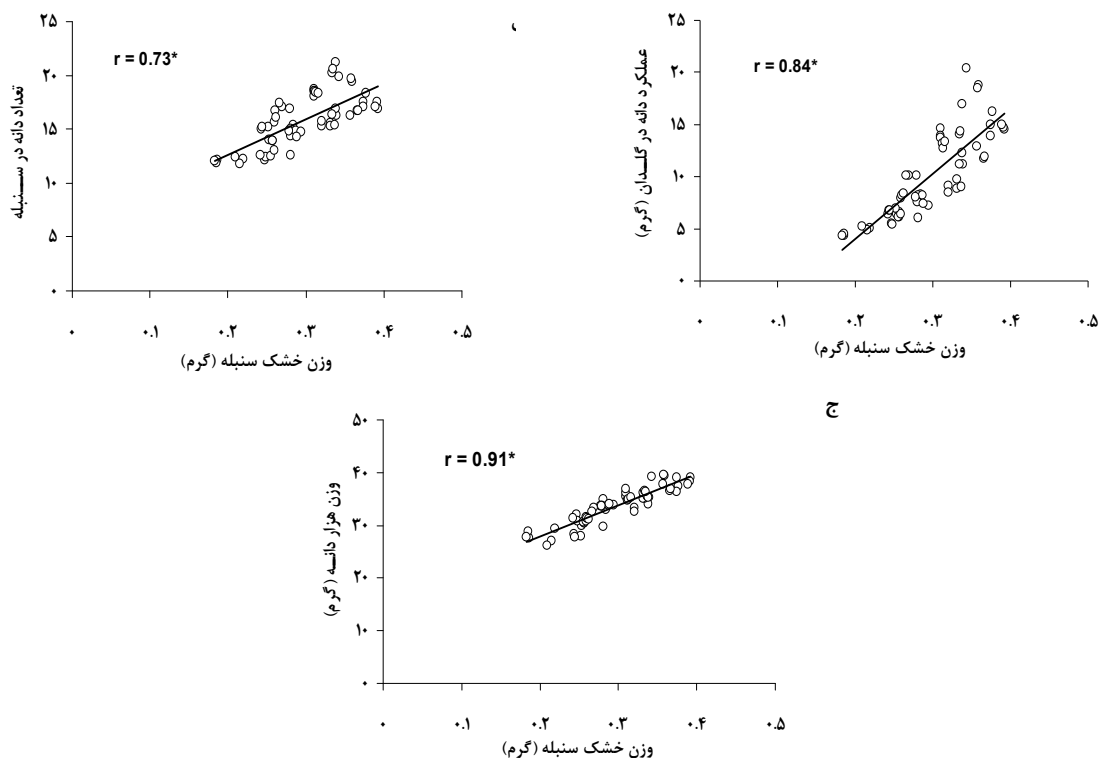 عملکرد دانه در گلدان (گرم)
۲۵
۲۰
۱۵
۱۰
۵
۰
r = 0.84*
۰ ۰.۱ ۰.۲ ۰.۳ ۰.۴ ۰.۵
وزن خشک سنبله (گرم)
تعداد دانه در سنبله
۲۵
۲۰
۱۵
۱۰
۵
۰
r = 0.73*
۰ ۰.۱ ۰.۲ ۰.۳ ۰.۴ ۰.۵
وزن خشک سنبله (گرم)
ج
وزن هزار دانه (گرم)
۵۰
۴۰
۳۰
۲۰
۱۰
۰
r = 0.91*
۰ ۰.۱ ۰.۲ ۰.۳ ۰.۴ ۰.۵
وزن خشک سنبله (گرم)